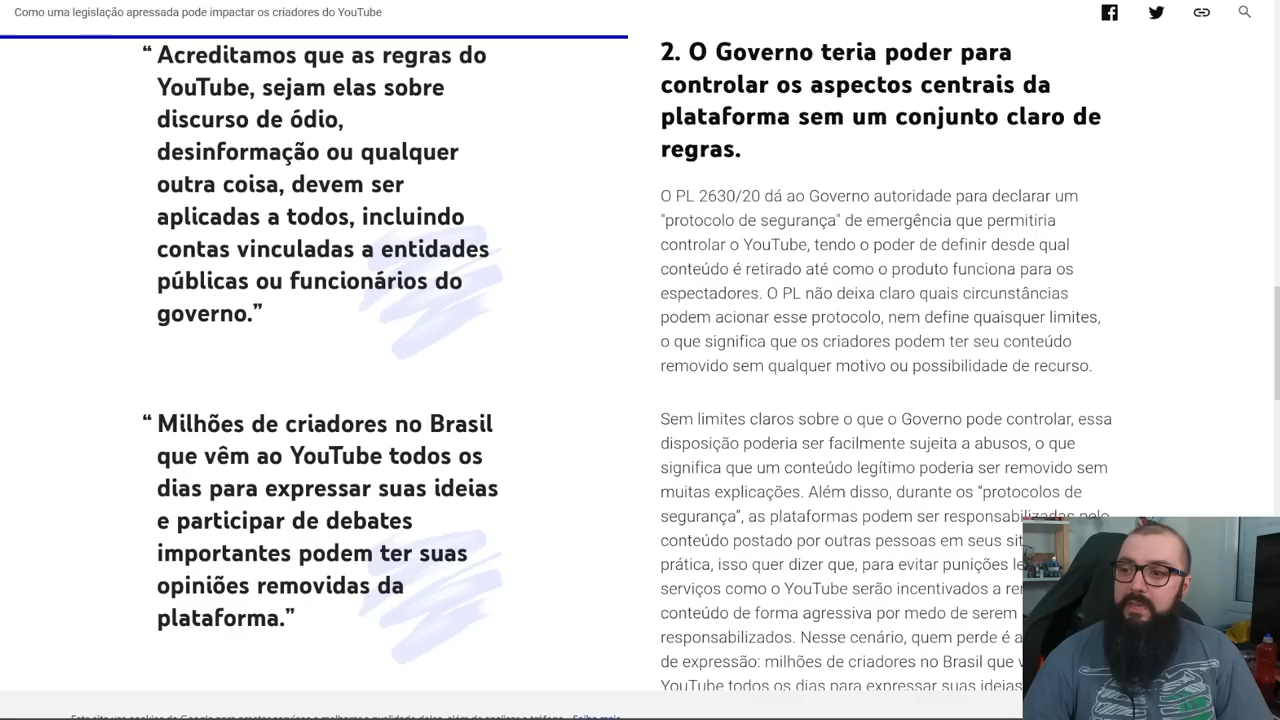 Como uma legislação apressada pode impactar os criadores do YouTube
“ Acreditamos que as regras do
YouTube, sejam elas sobre
discurso de ódio,
desinformação ou qualquer
outra coisa, devem ser
aplicadas a todos, incluindo
contas vinculadas a entidades
públicas ou funcionários do
governo.”
“ Milhões de criadores no Brasil
que vêm ao YouTube todos os
dias para expressar suas ideias
e participar de debates
importantes podem ter suas
opiniões removidas da
plataforma.”
2. O Governo teria poder para
controlar os aspectos centrais da
plataforma sem um conjunto claro de
regras.
O PL 2630/20 dá ao Governo autoridade para declarar um
"protocolo de segurança" de emergência que permitiria
controlar o YouTube, tendo o poder de definir desde qual
conteúdo é retirado até como o produto funciona para os
espectadores. O PL não deixa claro quais circunstâncias
podem acionar esse protocolo, nem define quaisquer limites,
o que significa que os criadores podem ter seu conteúdo
removido sem qualquer motivo ou possibilidade de recurso.
Sem limites claros sobre o que o Governo pode controlar, essa
disposição poderia ser facilmente sujeita a abusos, o que
significa que um conteúdo legítimo poderia ser removido sem
muitas explicações. Além disso, durante os “protocolos de
segurança”, as plataformas podem ser responsabilizadas pelo
conteúdo postado por outras pessoas em seus
prática, isso quer dizer que, para evitar punições
serviços como o YouTube serão incentivados a
conteúdo de forma agressiva por medo de serem
responsabilizados. Nesse cenário, quem perde é
de expressão: milhões de criadores no Brasil que
YouTube todos os dias para expressar suas ideias